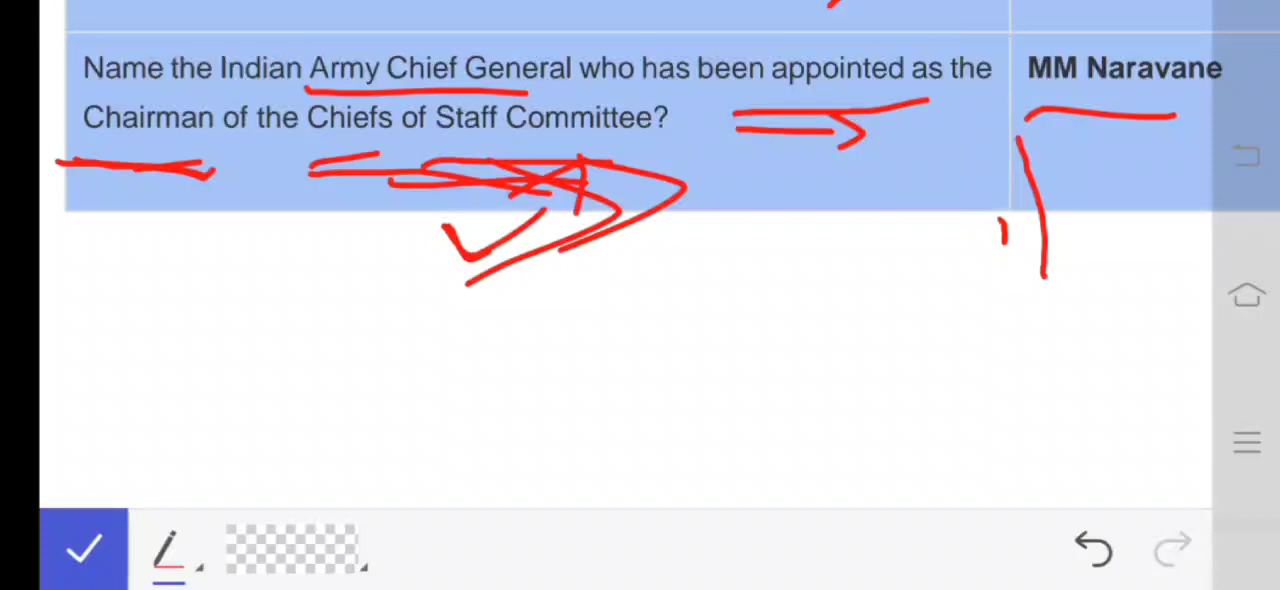 Name the Indian Army Chief General who has been appointed as the
Chairman of the Chiefs of Staff Committee?
MM Naravane